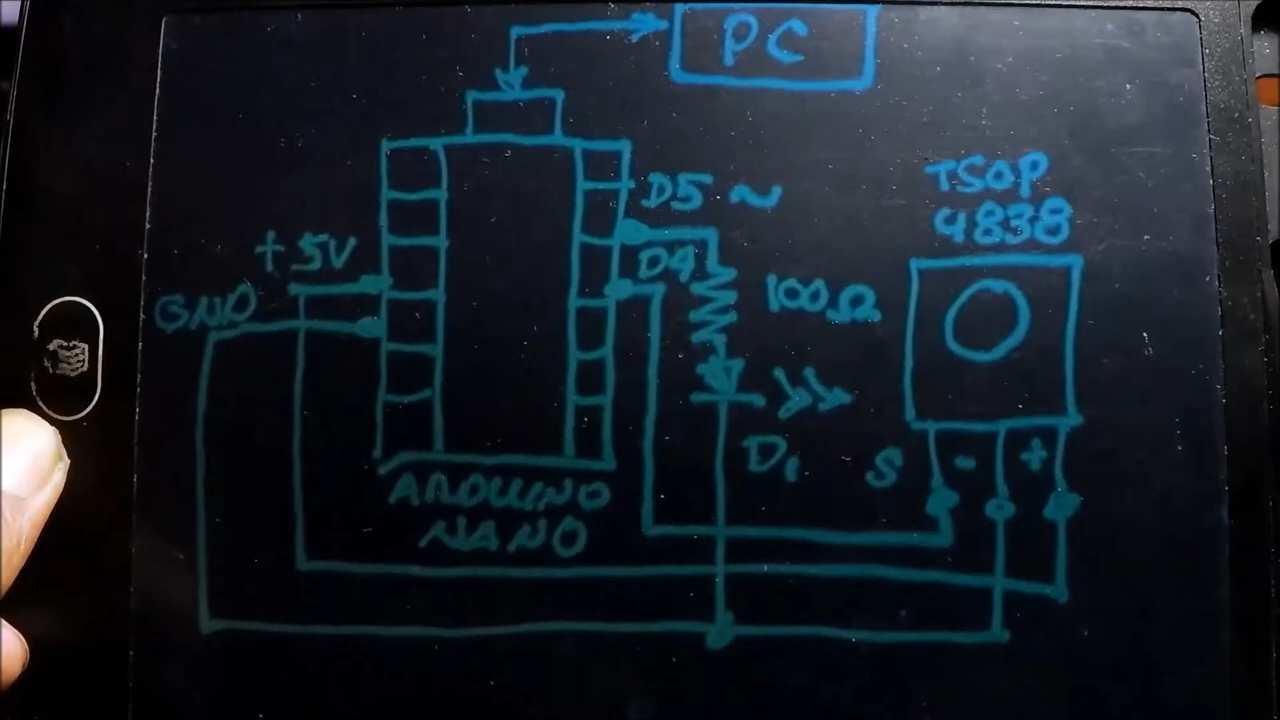 PC
D5 ~
TSOP
4838
+5V
D4
100Ω
GND
D1
S - +
ARDUINO
NANO